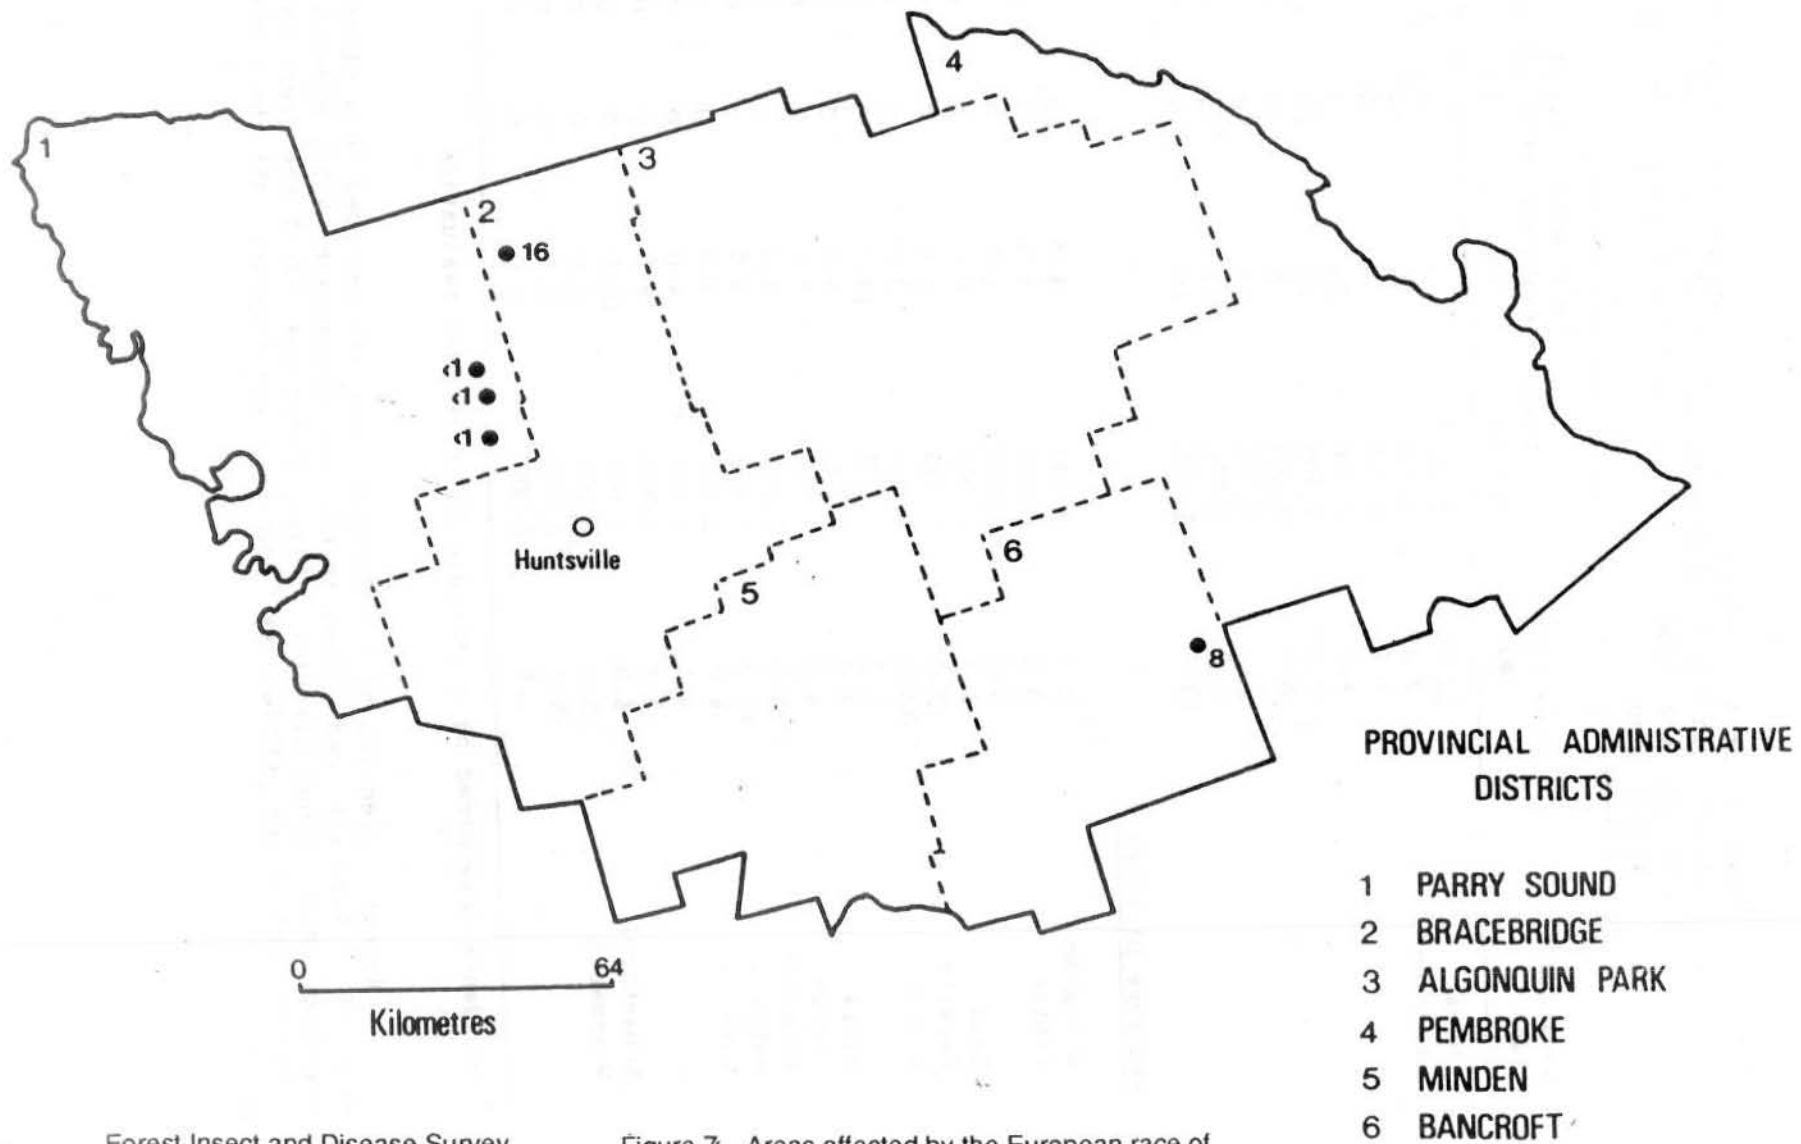 4
1
3
2
16
<1
<1
<1
Huntsville
6
5
8
PROVINCIAL ADMINISTRATIVE
DISTRICTS
1 PARRY SOUND
2 BRACEBRIDGE
3 ALGONQUIN PARK
4 PEMBROKE
5 MINDEN
6 BANCROFT
0 64
Kilometres
Forest Insect and Disease Survey
Figure 7: Areas affected by the European race of